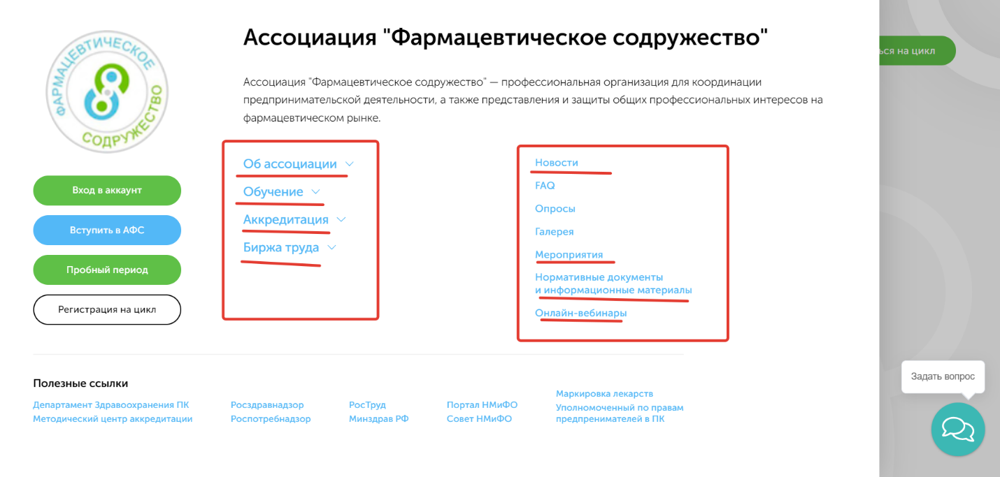 Ассоциация "Фармацевтическое содружество"
ФАРМАЦЕВТИЧЕСКОЕ
СОДРУЖЕСТВО
ься на цикл
Ассоциация "Фармацевтическое содружество" — профессиональная организация для координации
предпринимательской деятельности, а также представления и защиты общих профессиональных интересов на
фармацевтическом рынке.
Вход в аккаунт
Вступить в АФС
Пробный период
Регистрация на цикл
Об ассоциации
Обучение
Аккредитация
Биржа труда
Новости
FAQ
Опросы
Галерея
Мероприятия
Нормативные документы
и информационные материалы
Онлайн-вебинары
Полезные ссылки
Департамент Здравоохранения ПК
Методический центр аккредитации
Росздравнадзор
Роспотребнадзор
РосТруд
Минздрав РФ
Портал НМиФО
Совет НМиФО
Маркировка лекарств
Уполномоченный по правам
предпренимателей в ПК
Задать вопрос